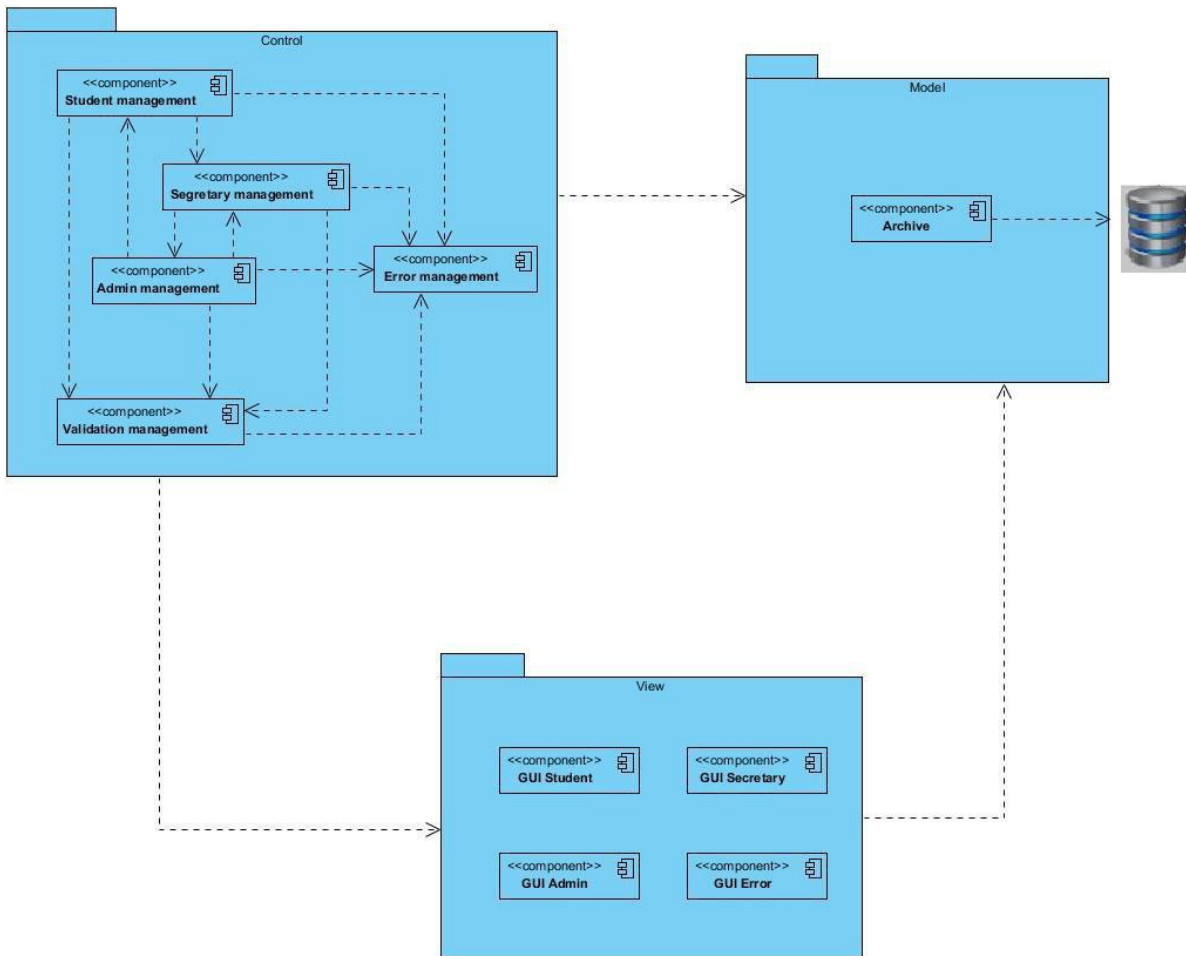 Control
<<component>>
Student management
<<component>>
Segretary management
<<component>>
Admin management
<<component>>
Error management
<<component>>
Validation management
Model
<<component>>
Archive
View
<<component>>
GUI Student
<<component>>
GUI Secretary
<<component>>
GUI Admin
<<component>>
GUI Error